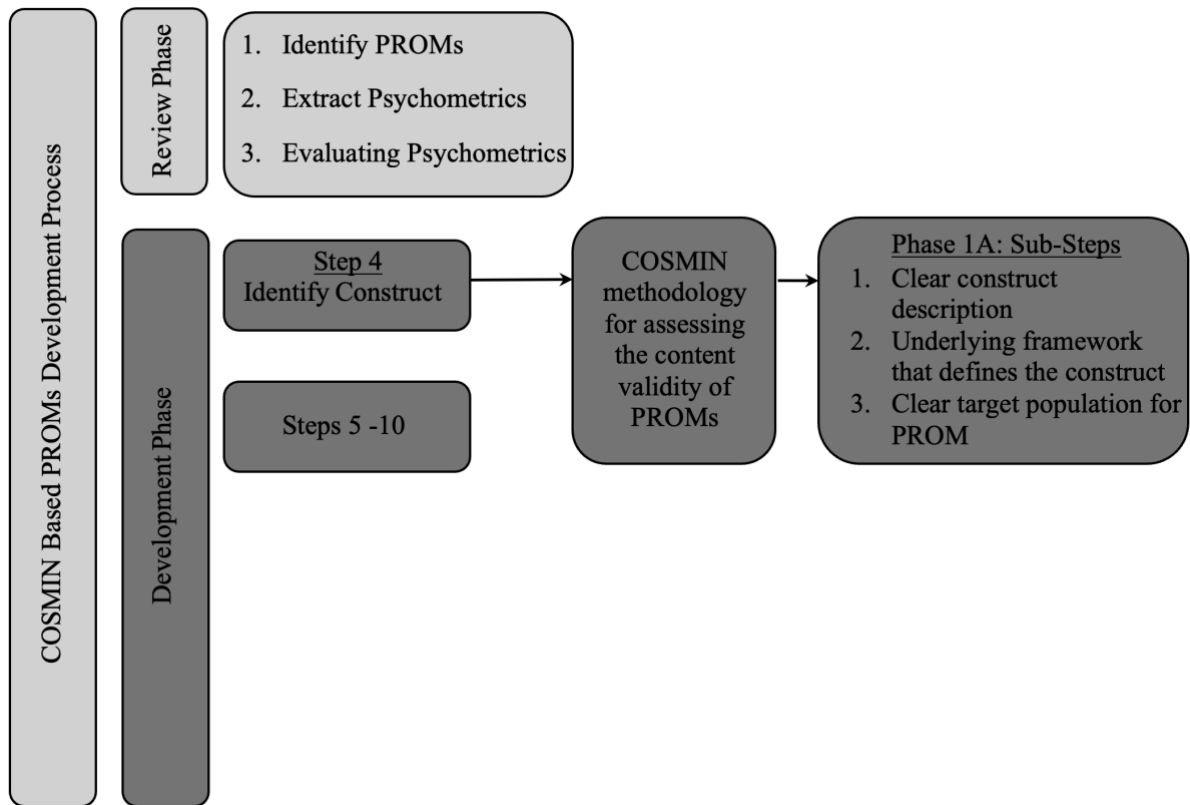 COSMIN Based PROMs Development Process
Review Phase
1. Identify PROMs
2. Extract Psychometrics
3. Evaluating Psychometrics
Development Phase
Step 4
Identify Construct
Steps 5 -10
COSMIN
methodology
for assessing
the content
validity of
PROMs
Phase 1A: Sub-Steps
1. Clear construct
description
2. Underlying framework
that defines the construct
3. Clear target population for
PROM